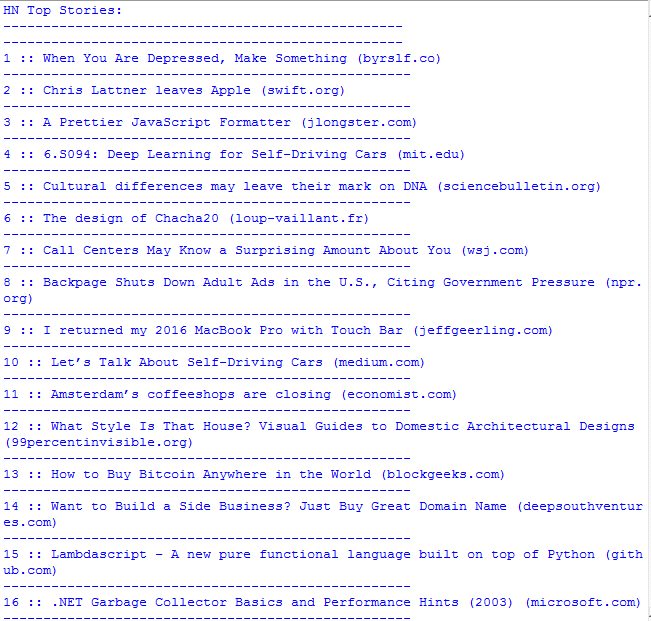 HN Top Stories:
--------------------------------------------------
--------------------------------------------------
1 :: When You Are Depressed, Make Something (byrslf.co)
---------------------------------------------------
2 :: Chris Lattner leaves Apple (swift.org)
---------------------------------------------------
3 :: A Prettier JavaScript Formatter (jlongster.com)
---------------------------------------------------
4 :: 6.S094: Deep Learning for Self-Driving Cars (mit.edu)
---------------------------------------------------
5 :: Cultural differences may leave their mark on DNA (sciencebulletin.org)
---------------------------------------------------
6 :: The design of Chacha20 (loup-vaillant.fr)
---------------------------------------------------
7 :: Call Centers May Know a Surprising Amount About You (wsj.com)
---------------------------------------------------
8 :: Backpage Shuts Down Adult Ads in the U.S., Citing Government Pressure (npr.
org)
---------------------------------------------------
9 :: I returned my 2016 MacBook Pro with Touch Bar (jeffgeerling.com)
---------------------------------------------------
10 :: Let’s Talk About Self-Driving Cars (medium.com)
---------------------------------------------------
11 :: Amsterdam’s coffeeshops are closing (economist.com)
---------------------------------------------------
12 :: What Style Is That House? Visual Guides to Domestic Architectural Designs
(99percentinvisible.org)
---------------------------------------------------
13 :: How to Buy Bitcoin Anywhere in the World (blockgeeks.com)
---------------------------------------------------
14 :: Want to Build a Side Business? Just Buy Great Domain Name (deepsouthventur
es.com)
---------------------------------------------------
15 :: Lambdascript – A new pure functional language built on top of Python (gith
ub.com)
---------------------------------------------------
16 :: .NET Garbage Collector Basics and Performance Hints (2003) (microsoft.com)
---------------------------------------------------